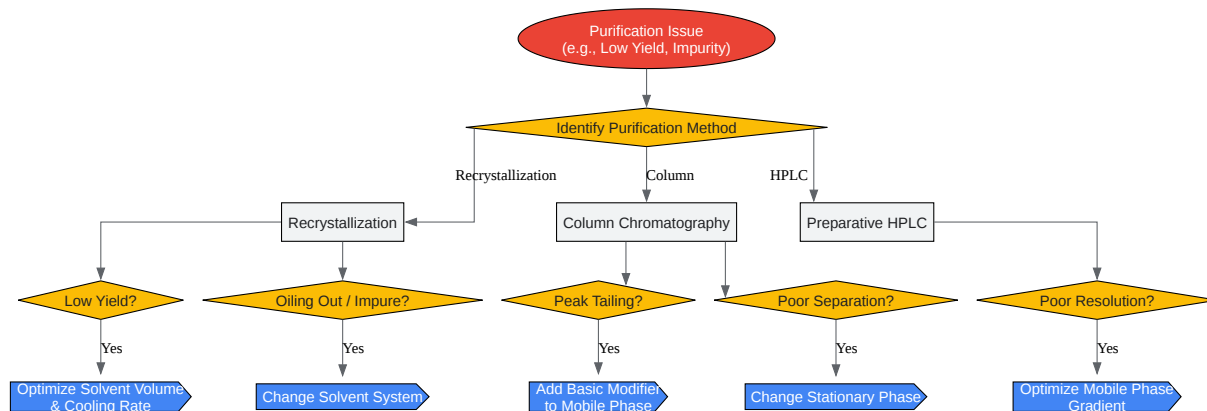 Purification Issue
(e.g., Low Yield, Impurity)
Identify Purification Method
Recrystallization
Column
HPLC
Recrystallization
Column Chromatography
Preparative HPLC
Low Yield?
Oiling Out / Impure?
Peak Tailing?
Poor Separation?
Poor Resolution?
Yes
Yes
Yes
Yes
Yes
Optimize Solvent Volume
& Cooling Rate
Change Solvent System
Add Basic Modifier
to Mobile Phase
Change Stationary Phase
Optimize Mobile Phase
Gradient